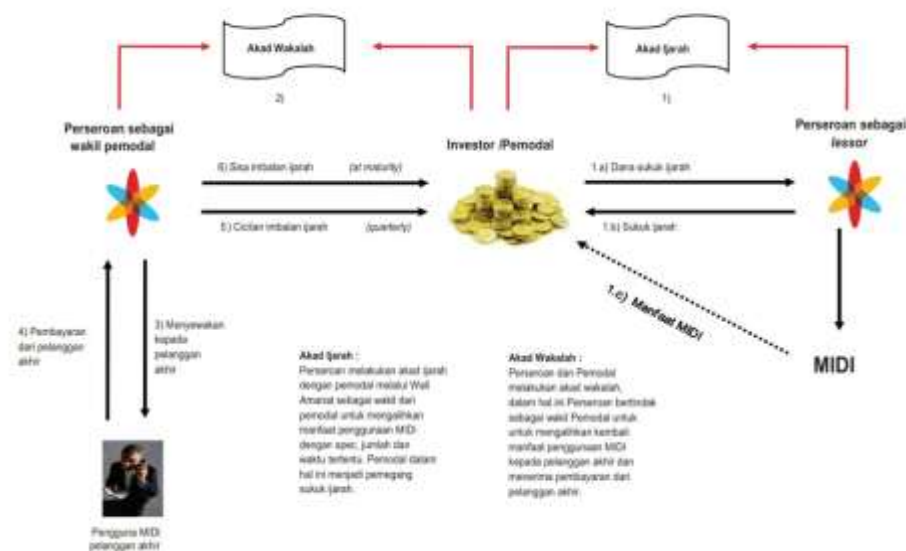 Akad Wakalah
Akad Ijarah
2)
1)
Perseroan sebagai
wakil pemodal
Investor /Pemodal
Perseroan sebagai
lessor
6) Sisa imbalan ijarah (at maturity)
1.a) Dana sukuk ijarah
5.) Cicilan imbalan ijarah (quarterly)
1.b) Sukuk ijarah
1.c) Manfaat MIDI
4) Pembayaran
dari pelanggan
akhir
3) Menyewakan
kepada
pelanggan
akhir
MIDI
Akad Ijarah :
Perseroan melakukan akad ijarah
dengan pemodal melalui Wali
Amanat sebagai wakil dari
pemodal untuk mengalihkan
manfaat penggunaan MIDI
dengan spec, jumlah dan
waktu tertentu. Pemodal dalam
hal ini menjadi pemegang
sukuk ijarah.
Akad Wakalah :
Perseroan dan Pemodal
melakukan akad wakalah,
dalam hal ini Perseroan bertindak
sebagai wakil Pemodal untuk
untuk mengalihkan kembali
manfaat penggunaan MIDI
kepada pelanggan akhir dan
menerima pembayaran dari
pelanggan akhir.
Pengguna MIDI
pelanggan akhir